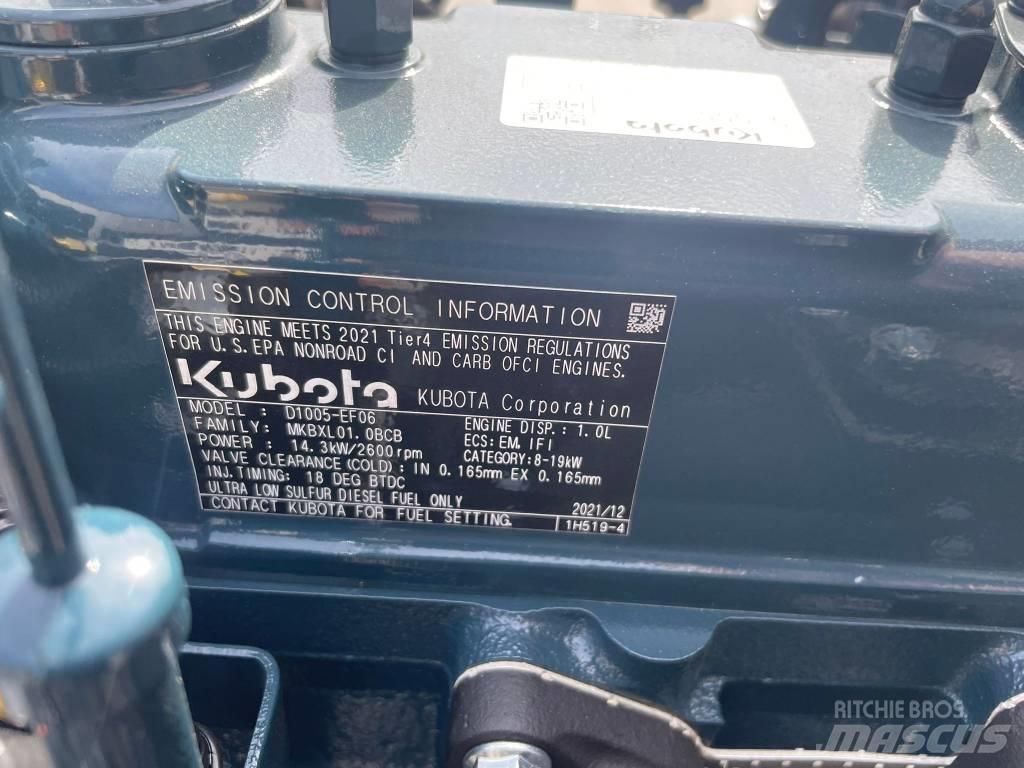 Kubota
EMISSION CONTROL INFORMATION
THIS ENGINE MEETS 2021 Tier4 EMISSION REGULATIONS
FOR U.S. EPA NONROAD CI AND CARB OFCI ENGINES.
Kubota KUBOTA Corporation
MODEL : D1005-EF06 ENGINE DISP.: 1.0L
FAMILY: MKBXL01.0BCB ECS: EM, IFI
POWER : 14.3kW/2600rpm CATEGORY:8-19kW
VALVE CLEARANCE (COLD) : IN 0.165mm EX 0.165mm
INJ.TIMING: 18 DEG BTDC
ULTRA LOW SULFUR DIESEL FUEL ONLY 2021/12
CONTACT KUBOTA FOR FUEL SETTING. 1H519-4
RITCHIE BROS.
MASCUS